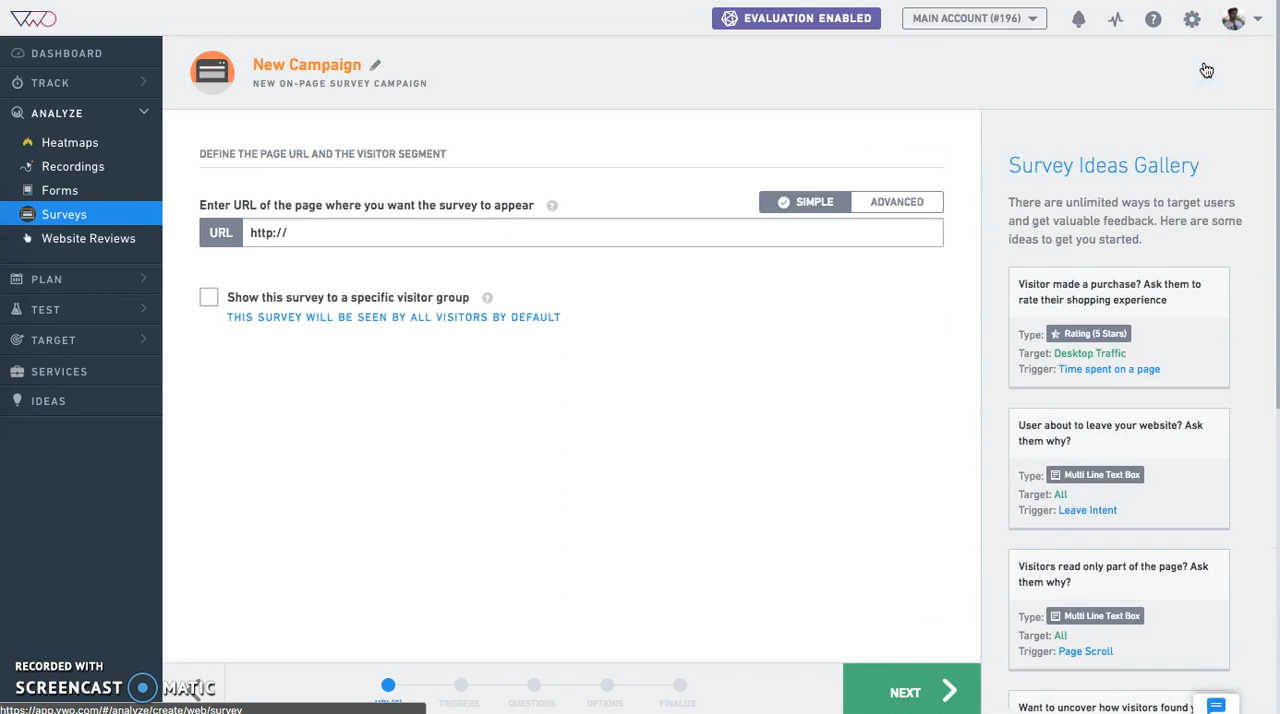 VWO
EVALUATION ENABLED
MAIN ACCOUNT (#196)
?
DASHBOARD
TRACK
ANALYZE
Heatmaps
Recordings
Forms
Surveys
Website Reviews
PLAN
TEST
TARGET
SERVICES
IDEAS
New Campaign
NEW ON-PAGE SURVEY CAMPAIGN
DEFINE THE PAGE URL AND THE VISITOR SEGMENT
Enter URL of the page where you want the survey to appear ?
SIMPLE
ADVANCED
URL http://
Show this survey to a specific visitor group ?
THIS SURVEY WILL BE SEEN BY ALL VISITORS BY DEFAULT
Survey Ideas Gallery
There are unlimited ways to target users
and get valuable feedback. Here are some
ideas to get you started.
Visitor made a purchase? Ask them to
rate their shopping experience
Type: Rating (5 Stars)
Target: Desktop Traffic
Trigger: Time spent on a page
User about to leave your website? Ask
them why?
Type: Multi Line Text Box
Target: All
Trigger: Leave Intent
Visitors read only part of the page? Ask
them why?
Type: Multi Line Text Box
Target: All
Trigger: Page Scroll
Want to uncover how visitors found
TRIGGERS
QUESTIONS
OPTIONS
FINALIZE
NEXT
RECORDED WITH
SCREENCAST MATIC
https://app.vwo.com/#/analyze/create/web/survey